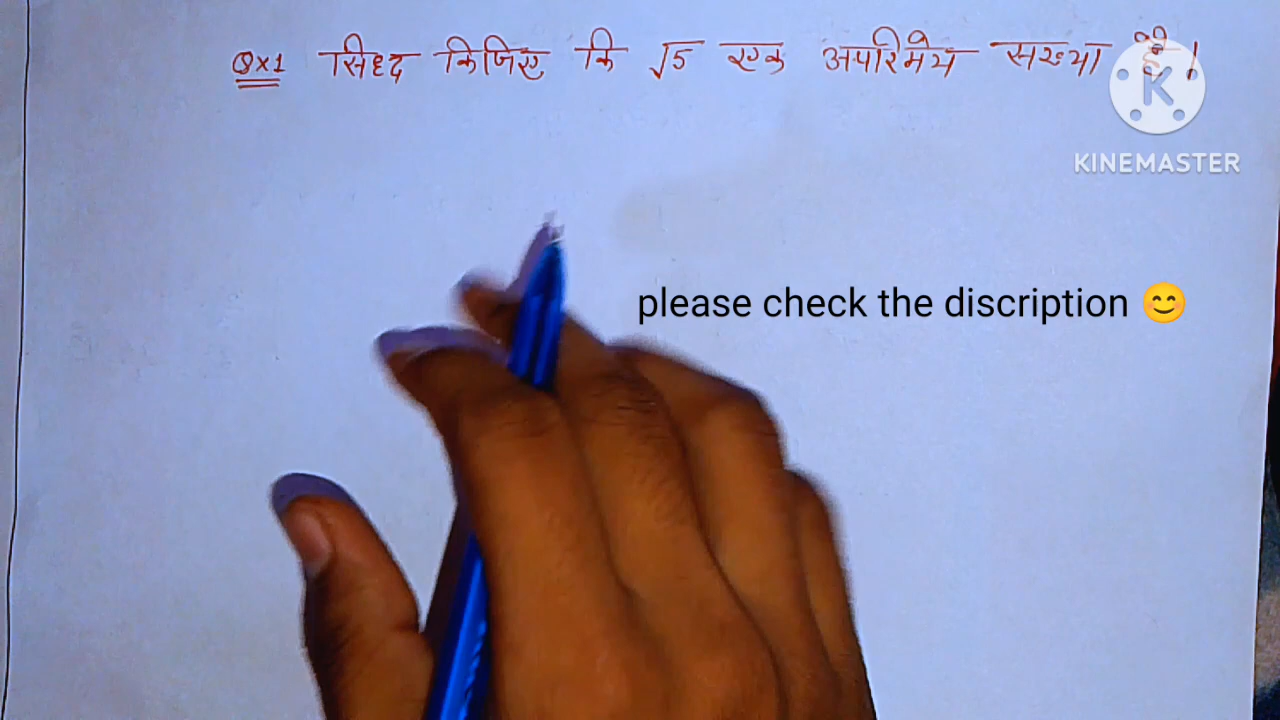 Q×1 सिध्द किजिए कि √5 एक अपरिमेय सख्या है।
KINEMASTER
please check the discription 😊